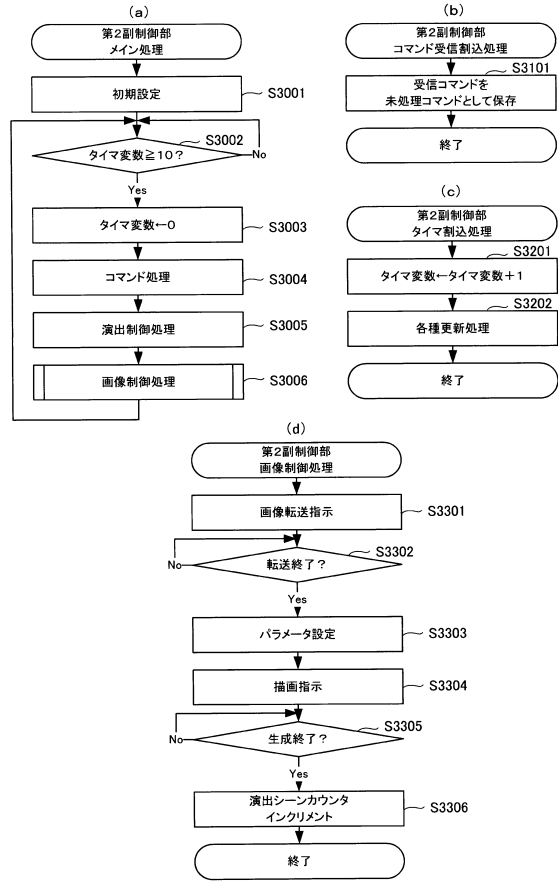 (a)
第2副制御部
メイン処理
初期設定
S3001
タイマ変数≧10?
S3002
No
Yes
タイマ変数←0
S3003
コマンド処理
S3004
演出制御処理
S3005
画像制御処理
S3006
(b)
第2副制御部
コマンド受信割込処理
S3101
受信コマンドを
未処理コマンドとして保存
終了
(c)
第2副制御部
タイマ割込処理
S3201
タイマ変数←タイマ変数+1
S3202
各種更新処理
終了
(d)
第2副制御部
画像制御処理
画像転送指示
S3301
転送終了?
S3302
No
Yes
パラメータ設定
S3303
描画指示
S3304
生成終了?
S3305
No
Yes
演出シーンカウンタ
インクリメント
S3306
終了